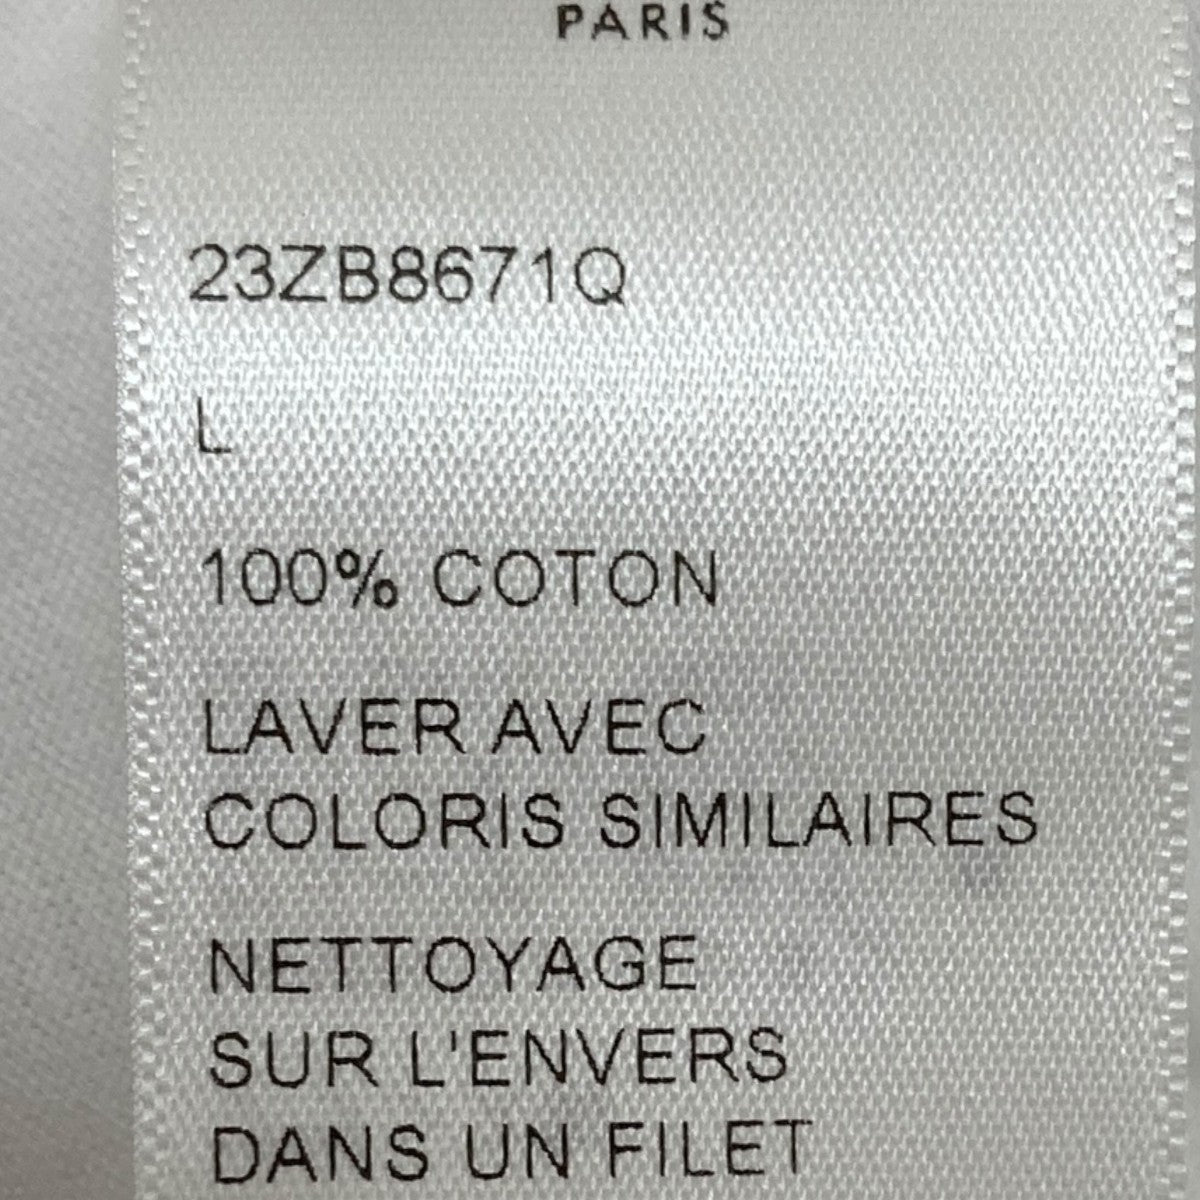 PARIS
23ZB8671Q
L
100% COTON
LAVER AVEC
COLORIS SIMILAIRES
NETTOYAGE
SUR L'ENVERS
DANS UN FILET